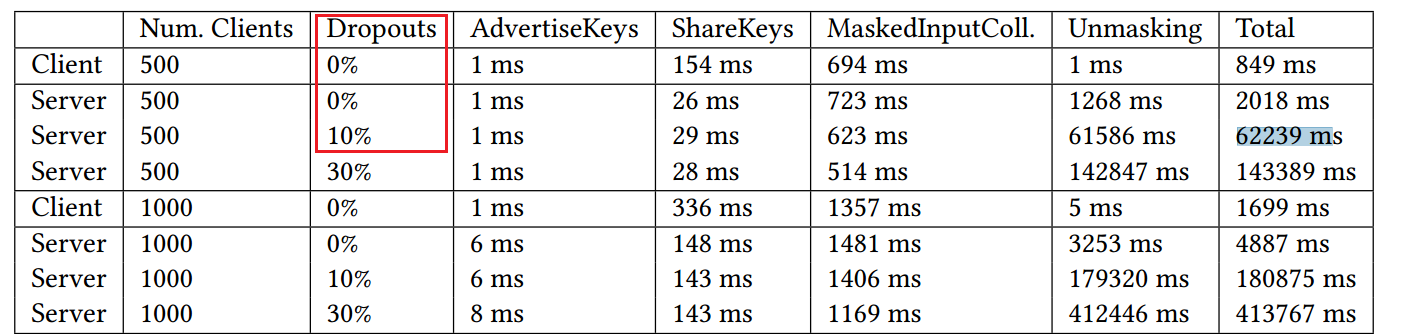 Num. Clients Dropouts AdvertiseKeys ShareKeys MaskedInputColl. Unmasking Total
Client 500 0% 1 ms 154 ms 694 ms 1 ms 849 ms
Server 500 0% 1 ms 26 ms 723 ms 1268 ms 2018 ms
Server 500 10% 1 ms 29 ms 623 ms 61586 ms 62239 ms
Server 500 30% 1 ms 28 ms 514 ms 142847 ms 143389 ms
Client 1000 0% 1 ms 336 ms 1357 ms 5 ms 1699 ms
Server 1000 0% 6 ms 148 ms 1481 ms 3253 ms 4887 ms
Server 1000 10% 6 ms 143 ms 1406 ms 179320 ms 180875 ms
Server 1000 30% 8 ms 143 ms 1169 ms 412446 ms 413767 ms